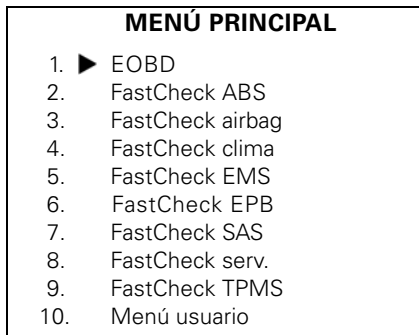 MENÚ PRINCIPAL
1. ▶ EOBD
2. FastCheck ABS
3. FastCheck airbag
4. FastCheck clima
5. FastCheck EMS
6. FastCheck EPB
7. FastCheck SAS
8. FastCheck serv.
9. FastCheck TPMS
10. Menú usuario